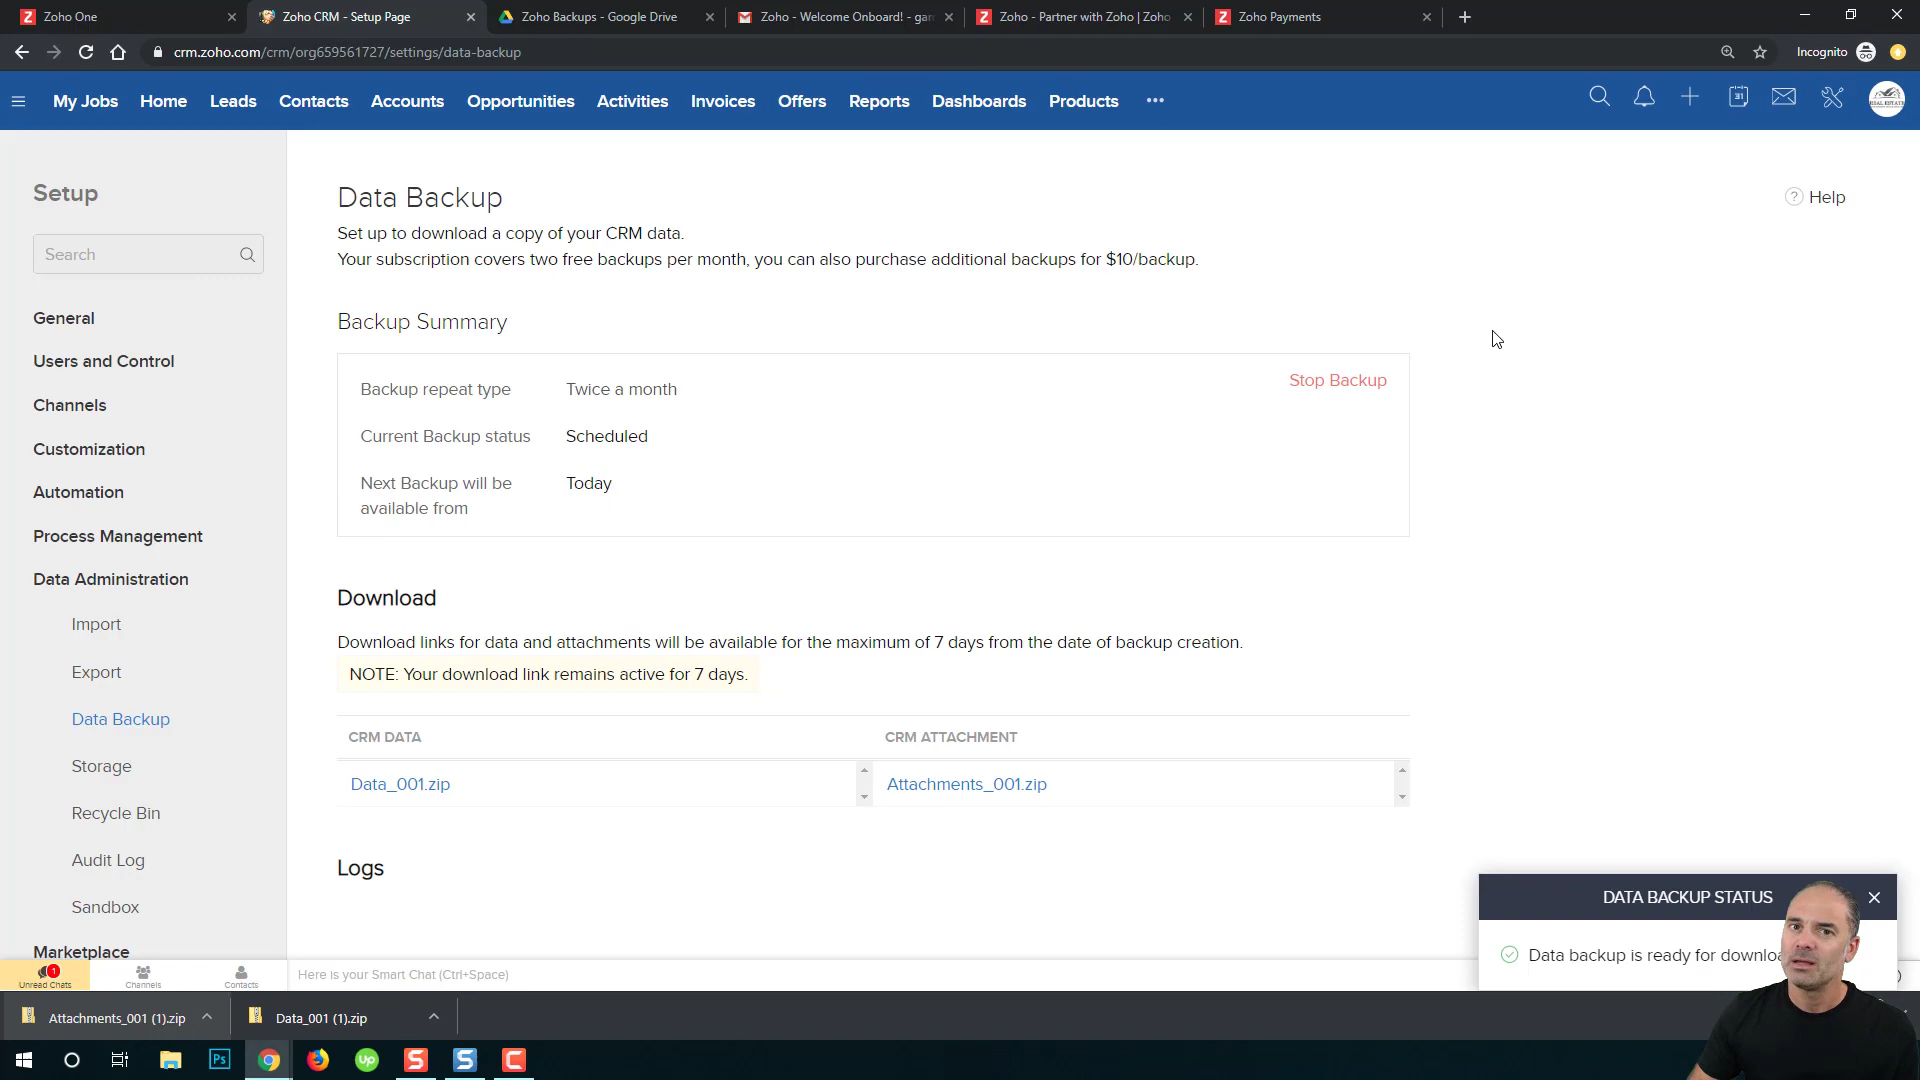 Zoho One
Zoho CRM - Setup Page
Zoho Backups - Google Drive
Zoho - Welcome Onboard! - gar
Zoho - Partner with Zoho | Zoho
Zoho Payments
crm.zoho.com/crm/org659561727/settings/data-backup
Incognito
My Jobs
Home
Leads
Contacts
Accounts
Opportunities
Activities
Invoices
Offers
Reports
Dashboards
Products
31
REAL ESTATE
Setup
Search
General
Users and Control
Channels
Customization
Automation
Process Management
Data Administration
Import
Export
Data Backup
Storage
Recycle Bin
Audit Log
Sandbox
Marketplace
Data Backup
Help
Set up to download a copy of your CRM data.
Your subscription covers two free backups per month, you can also purchase additional backups for $10/backup.
Backup Summary
Backup repeat type
Twice a month
Stop Backup
Current Backup status
Scheduled
Next Backup will be
available from
Today
Download
Download links for data and attachments will be available for the maximum of 7 days from the date of backup creation.
NOTE: Your download link remains active for 7 days.
CRM DATA
CRM ATTACHMENT
Data_001.zip
Attachments_001.zip
Logs
DATA BACKUP STATUS
Data backup is ready for downloa
1
Unread Chats
Channels
Contacts
Here is your Smart Chat (Ctrl+Space)
Attachments_001 (1).zip
Data_001 (1).zip
Ps
up
S
S
C